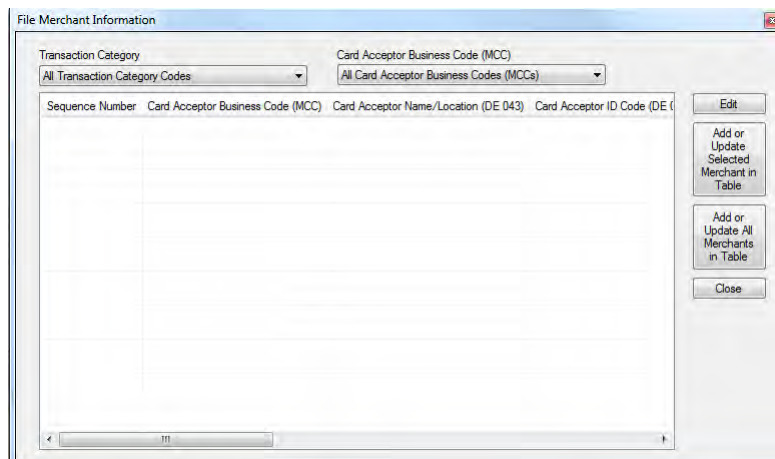 File Merchant Information
Transaction Category
Card Acceptor Business Code (MCC)
All Transaction Category Codes
All Card Acceptor Business Codes (MCCs)
Sequence Number Card Acceptor Business Code (MCC) Card Acceptor Name/Location (DE 043) Card Acceptor ID Code (DE 0
Edit
Add or
Update
Selected
Merchant in
Table
Add or
Update All
Merchants
in Table
Close